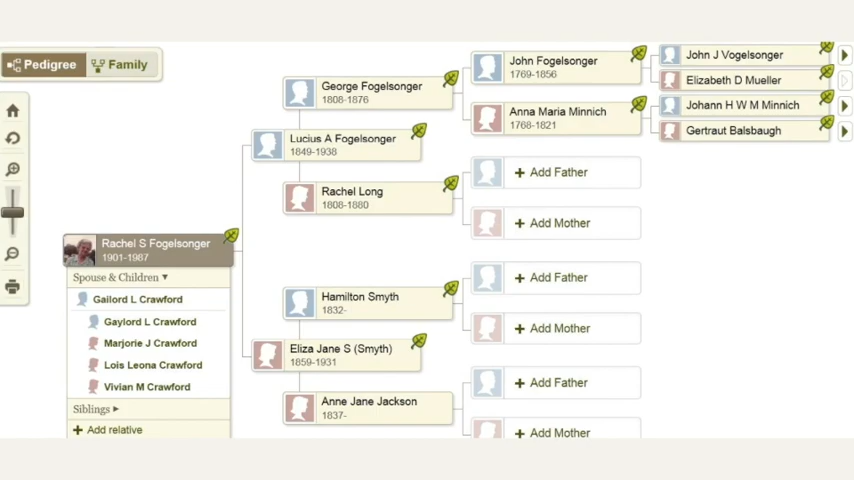 Pedigree
Family
Rachel S Fogelsonger
1901-1987
Spouse & Children
Gailord L Crawford
Gaylord L Crawford
Marjorie J Crawford
Lois Leona Crawford
Vivian M Crawford
Siblings
+ Add relative
Lucius A Fogelsonger
1849-1938
Eliza Jane S (Smyth)
1859-1931
George Fogelsonger
1808-1876
Rachel Long
1808-1880
Hamilton Smyth
1832-
Anne Jane Jackson
1837-
John Fogelsonger
1769-1856
Anna Maria Minnich
1768-1821
+ Add Father
+ Add Mother
+ Add Father
+ Add Mother
+ Add Father
+ Add Mother
John J Vogelsonger
Elizabeth D Mueller
Johann H W M Minnich
Gertraut Balsbaugh